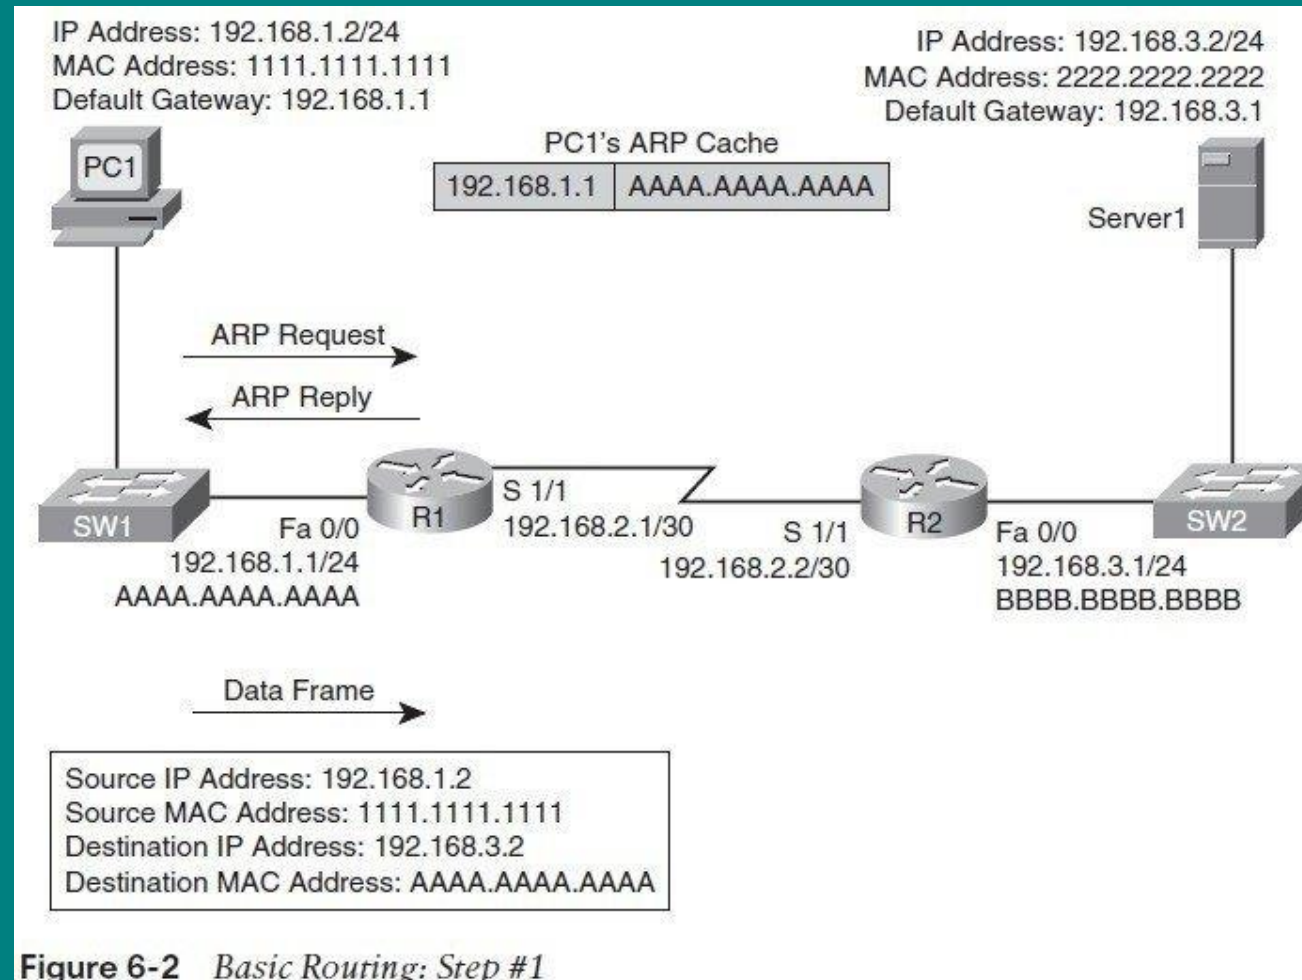 IP Address: 192.168.1.2/24
MAC Address: 1111.1111.1111
Default Gateway: 192.168.1.1
IP Address: 192.168.3.2/24
MAC Address: 2222.2222.2222
Default Gateway: 192.168.3.1
PC1
PC1's ARP Cache
192.168.1.1 AAAA.AAAA.AAAA
Server1
ARP Request
ARP Reply
SW1
Fa 0/0
192.168.1.1/24
AAAA.AAAA.AAAA
R1
S 1/1
192.168.2.1/30
S 1/1
192.168.2.2/30
R2
Fa 0/0
192.168.3.1/24
BBBB.BBBB.BBBB
SW2
Data Frame
Source IP Address: 192.168.1.2
Source MAC Address: 1111.1111.1111
Destination IP Address: 192.168.3.2
Destination MAC Address: AAAA.AAAA.AAAA
Figure 6-2 Basic Routing: Step #1